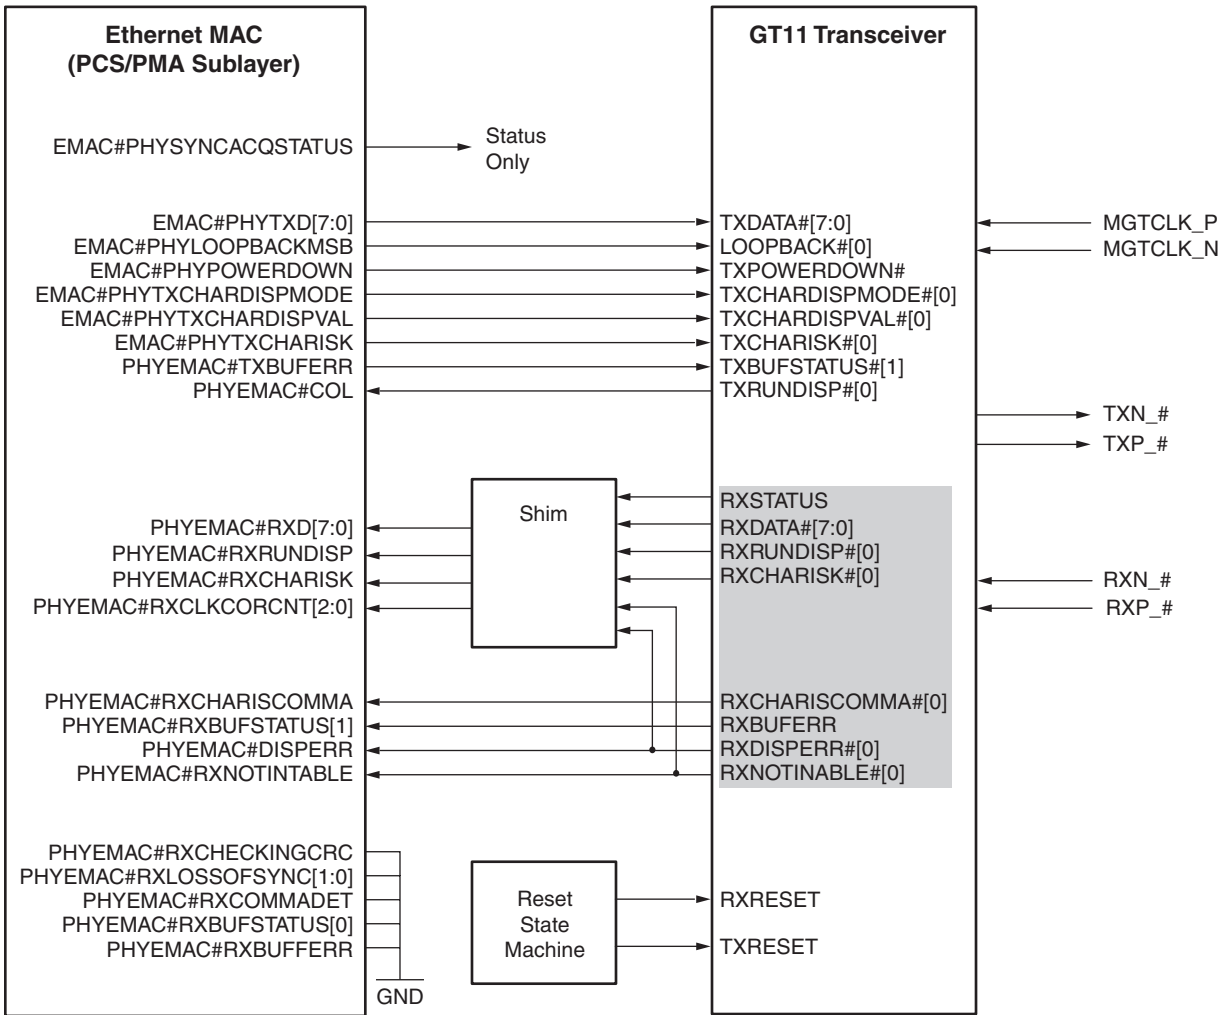 Ethernet MAC
(PCS/PMA Sublayer)
GT11 Transceiver
EMAC#PHYSYNCACQSTATUS
Status
Only
EMAC#PHYTXD[7:0]
TXDATA#[7:0]
MGTCLK_P
EMAC#PHYLOOPBACKMSB
LOOPBACK#[0]
MGTCLK_N
EMAC#PHYPOWERDOWN
TXPOWERDOWN#
EMAC#PHYTXCHARDISPMODE
TXCHARDISPMODE#[0]
EMAC#PHYTXCHARDISPVAL
TXCHARDISPVAL#[0]
EMAC#PHYTXCHARISK
TXCHARISK#[0]
PHYEMAC#TXBUFERR
TXBUFSTATUS#[1]
PHYEMAC#COL
TXRUNDISP#[0]
TXN_#
TXP_#
Shim
RXSTATUS
PHYEMAC#RXD[7:0]
RXDATA#[7:0]
PHYEMAC#RXRUNDISP
RXRUNDISP#[0]
PHYEMAC#RXCHARISK
RXCHARISK#[0]
RXN_#
PHYEMAC#RXCLKCORCNT[2:0]
RXP_#
PHYEMAC#RXCHARISCOMMA
RXCHARISCOMMA#[0]
PHYEMAC#RXBUFSTATUS[1]
RXBUFERR
PHYEMAC#DISPERR
RXDISPERR#[0]
PHYEMAC#RXNOTINTABLE
RXNOTINABLE#[0]
PHYEMAC#RXCHECKINGCRC
PHYEMAC#RXLOSSOFSYNC[1:0]
PHYEMAC#RXCOMMADET
PHYEMAC#RXBUFSTATUS[0]
PHYEMAC#RXBUFFERR
GND
Reset
State
Machine
RXRESET
TXRESET